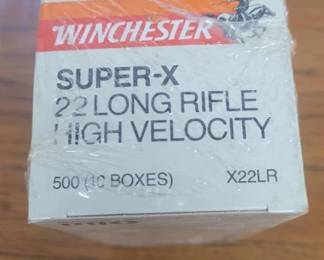 WINCHESTER
SUPER-X
22 LONG RIFLE
HIGH VELOCITY
500 (10 BOXES) X22LR